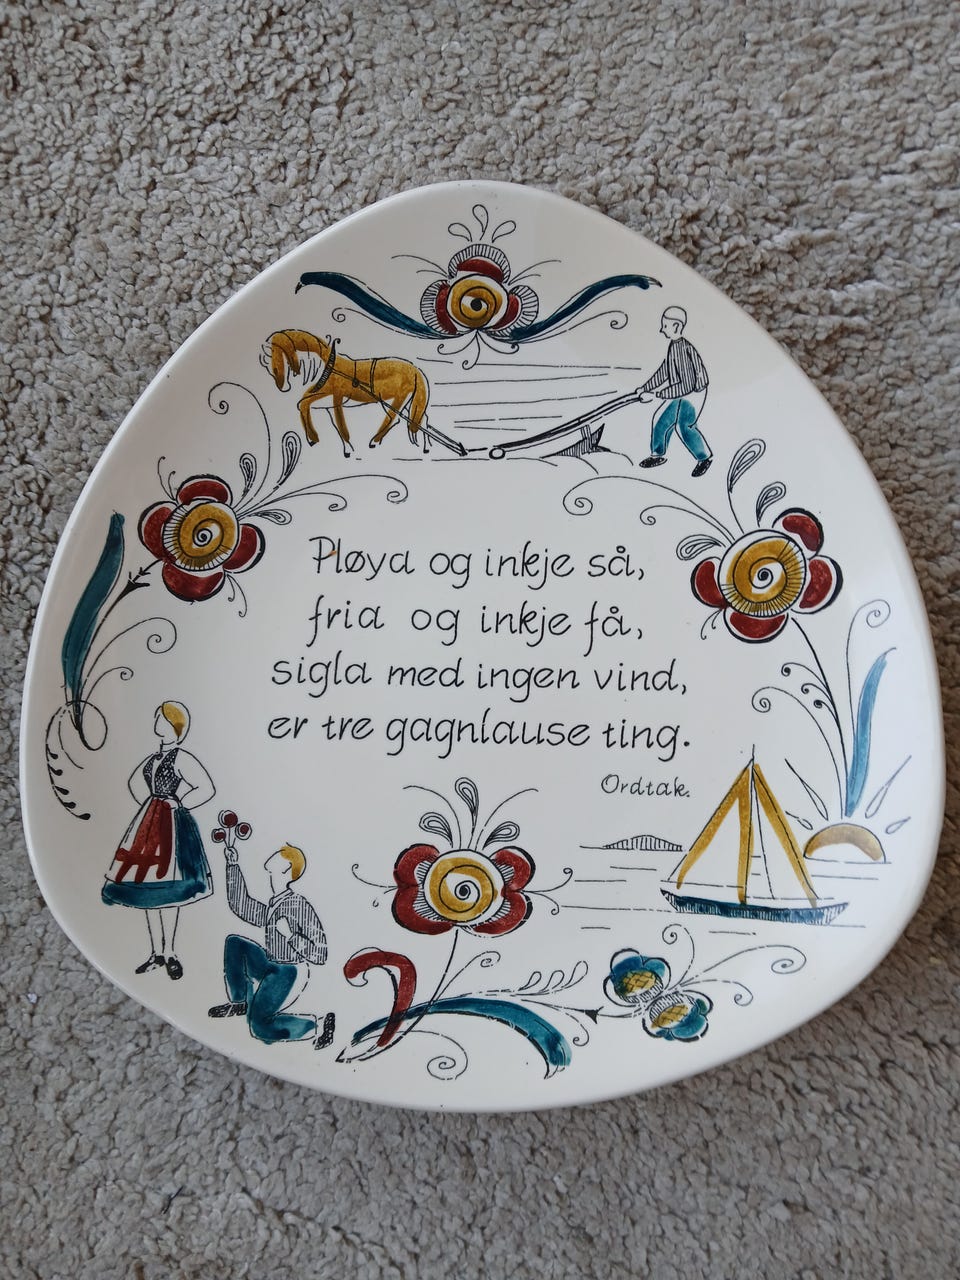 Pløya og inkje så,
fria og inkje få,
sigla med ingen vind,
er tre gagnlause ting.
Ordtak.